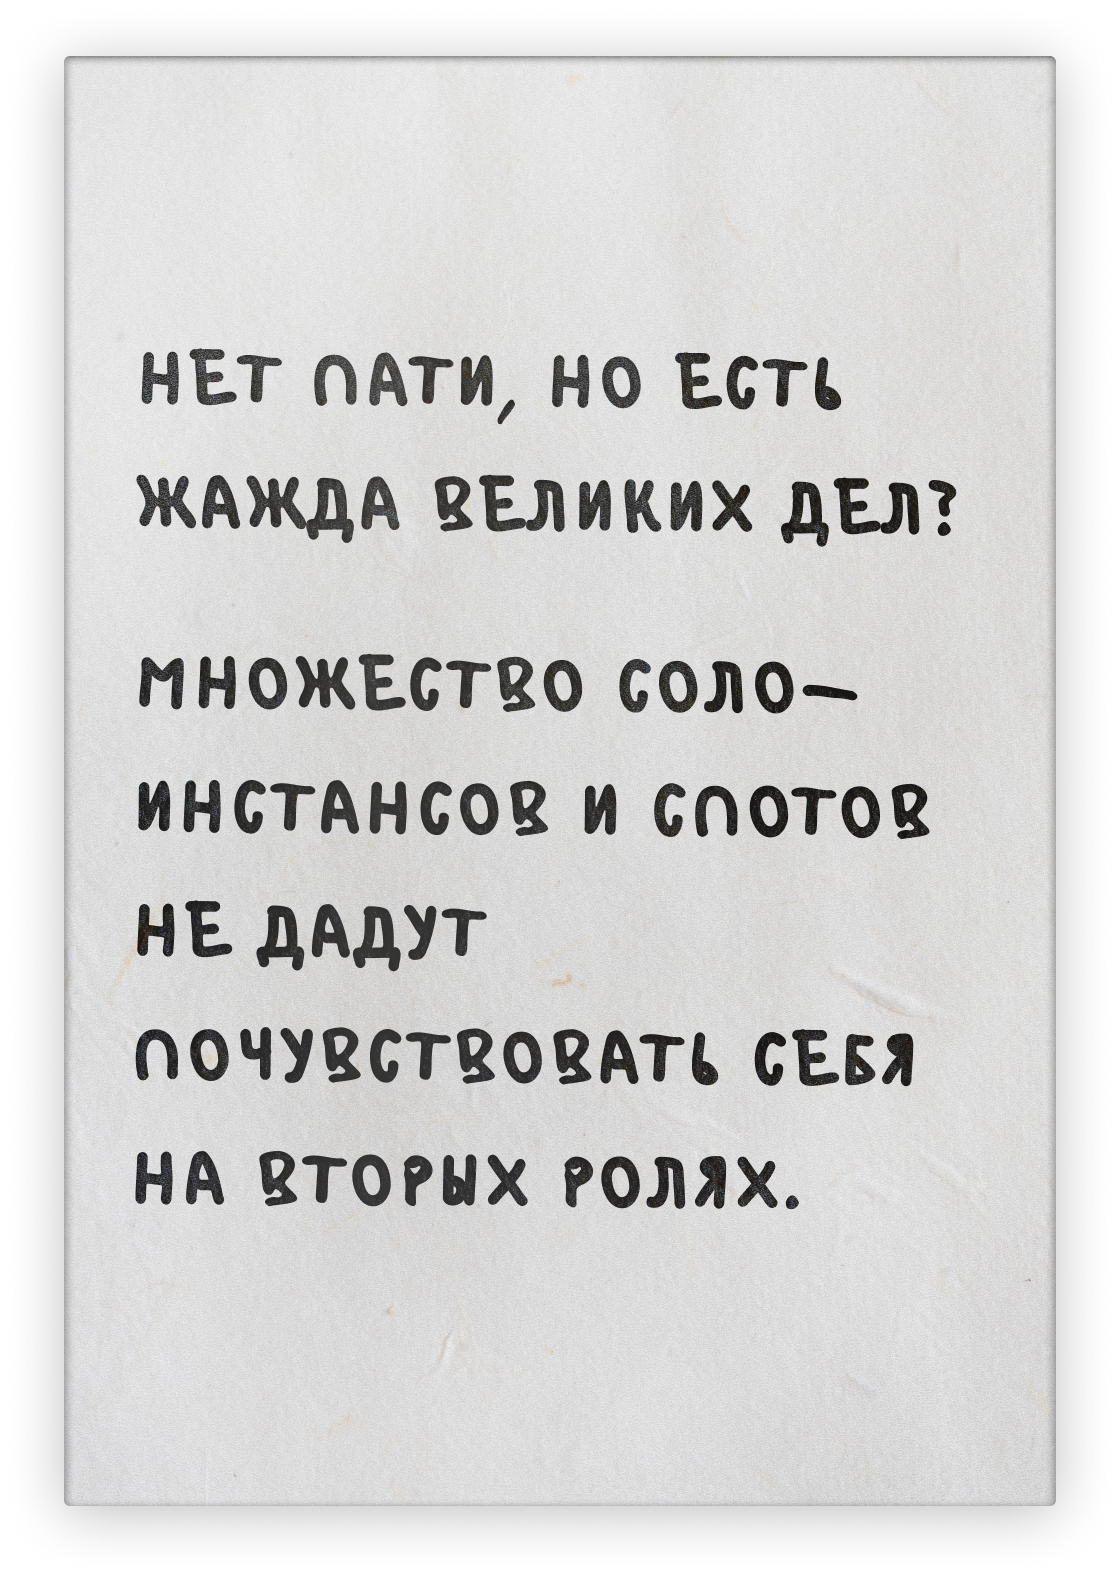 НЕТ ПАТИ, НО ЕСТЬ
ЖАЖДА ВЕЛИКИХ ДЕЛ?
МНОЖЕСТВО СОЛО-
ИНСТАНСОВ И СПОТОВ
НЕ ДАДУТ
ПОЧУВСТВОВАТЬ СЕБЯ
НА ВТОРЫХ РОЛЯХ.